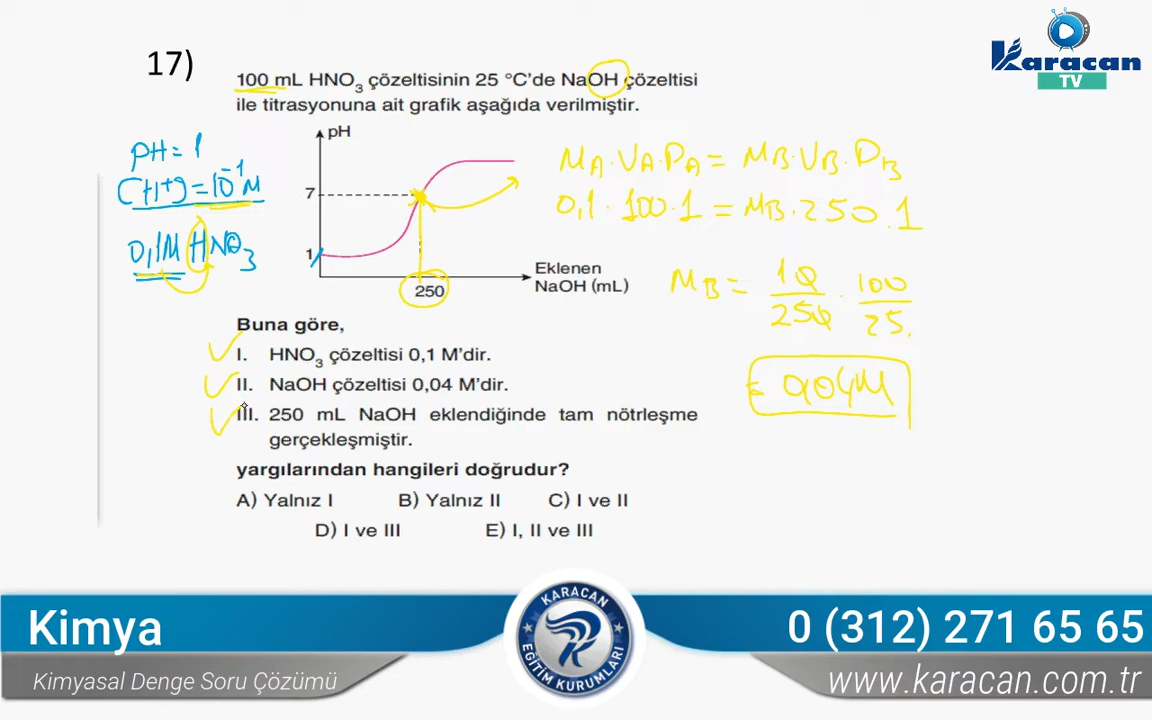 Karacan
TV
17)
100 mL HNO3 çözeltisinin 25 °C'de NaOH çözeltisi
ile titrasyonuna ait grafik aşağıda verilmiştir.
PH = 1
[H+] = 10⁻¹ M
0,1M HNO3
pH
7
1
250
Eklenen
NaOH (mL)
MA · VA · DA = MB · VB · DB
0,1 · 100 · 1 = MB · 250 . 1
MB = 10/250 · 100/25.
= 0,04M
Buna göre,
I. HNO3 çözeltisi 0,1 M'dir.
II. NaOH çözeltisi 0,04 M'dir.
III. 250 mL NaOH eklendiğinde tam nötrleşme
gerçekleşmiştir.
yargılarından hangileri doğrudur?
A) Yalnız I B) Yalnız II C) I ve II
D) I ve III E) I, II ve III
Kimya
Kimyasal Denge Soru Çözümü
KARACAN
EĞİTİM KURUMLARI
0 (312) 271 65 65
www.karacan.com.tr